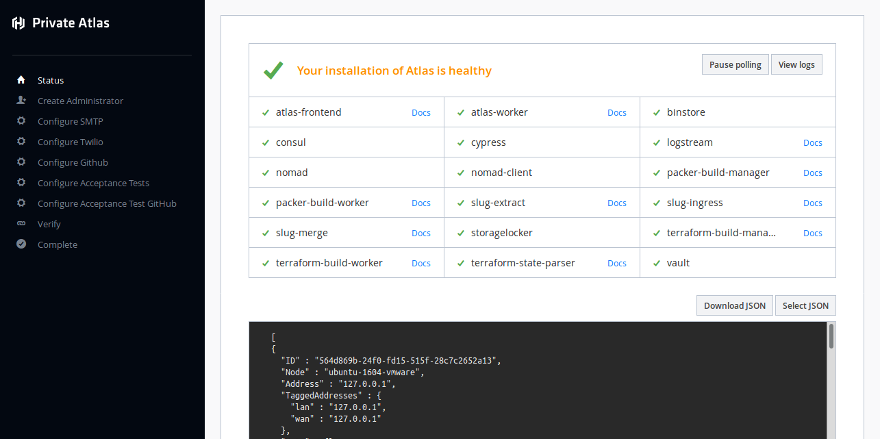 Private Atlas
Status
Create Administrator
Configure SMTP
Configure Twilio
Configure Github
Configure Acceptance Tests
Configure Acceptance Test GitHub
Verify
Complete
Your installation of Atlas is healthy
Pause polling View logs
atlas-frontend Docs atlas-worker Docs binstore
consul cypress logstream Docs
nomad nomad-client packer-build-manager Docs
packer-build-worker Docs slug-extract Docs slug-ingress Docs
slug-merge Docs storagelocker terraform-build-mana... Docs
terraform-build-worker Docs terraform-state-parser Docs vault
Download JSON Select JSON
[
{
"ID" : "564d869b-24f0-fd15-515f-28c7c2652a13",
"Node" : "ubuntu-1604-vmware",
"Address" : "127.0.0.1",
"TaggedAddresses" : {
"lan" : "127.0.0.1",
"wan" : "127.0.0.1"
},